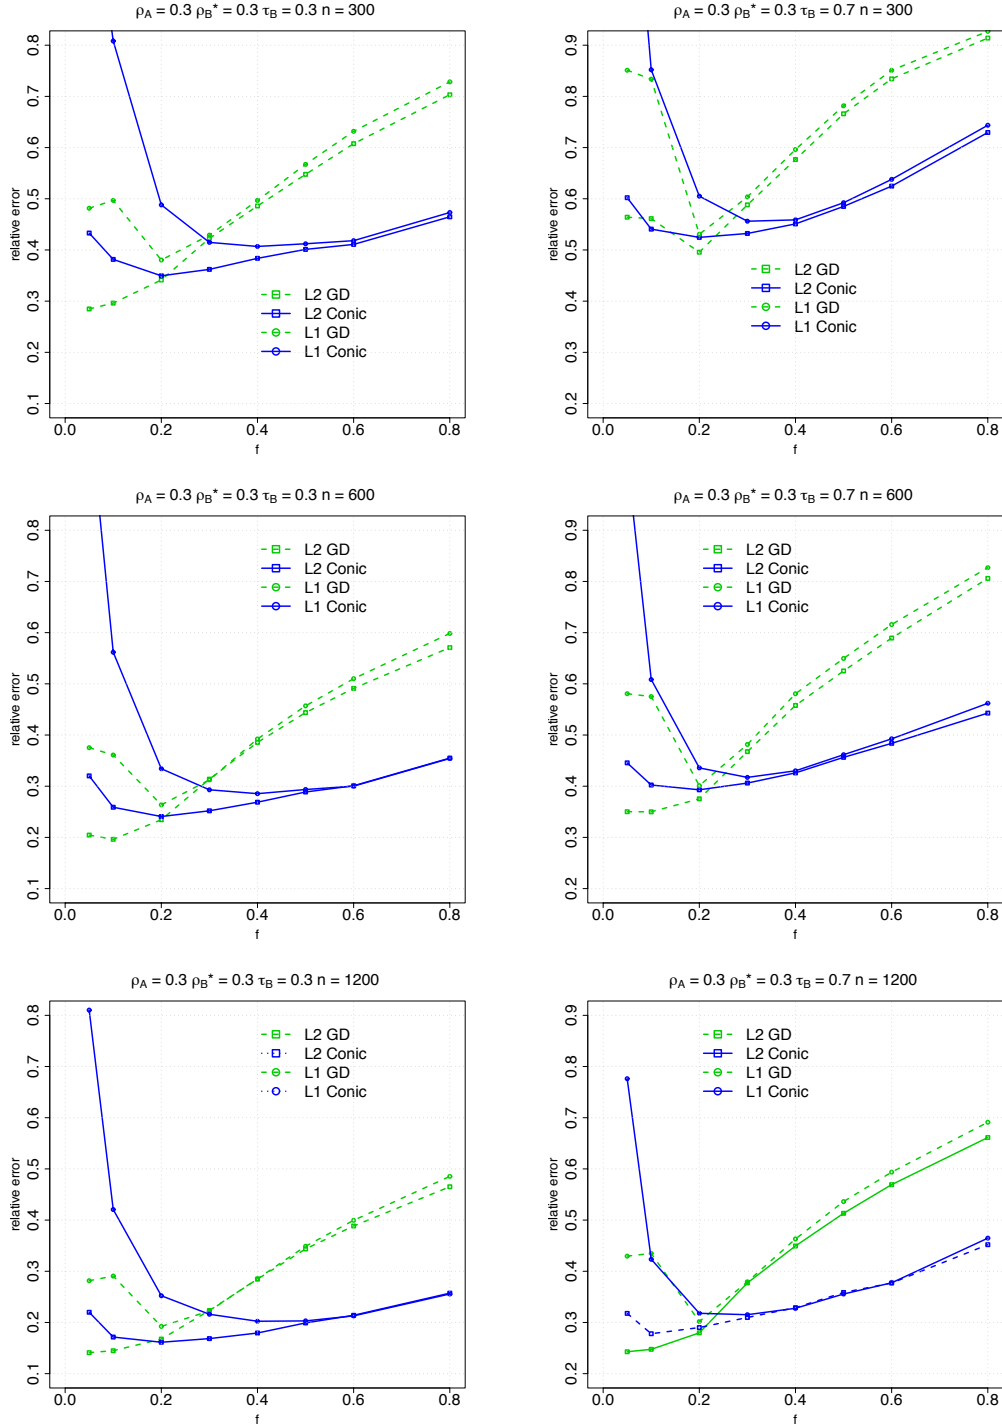 ρA = 0.3 ρB* = 0.3 τB = 0.3 n = 300
relative error
0.8
0.7
0.6
0.5
0.4
0.3
0.2
0.1
L2 GD
L2 Conic
L1 GD
L1 Conic
0.0 0.2 0.4 0.6 0.8
f
ρA = 0.3 ρB* = 0.3 τB = 0.7 n = 300
relative error
0.9
0.8
0.7
0.6
0.5
0.4
0.3
0.2
L2 GD
L2 Conic
L1 GD
L1 Conic
0.0 0.2 0.4 0.6 0.8
f
ρA = 0.3 ρB* = 0.3 τB = 0.3 n = 600
relative error
0.8
0.7
0.6
0.5
0.4
0.3
0.2
0.1
L2 GD
L2 Conic
L1 GD
L1 Conic
0.0 0.2 0.4 0.6 0.8
f
ρA = 0.3 ρB* = 0.3 τB = 0.7 n = 600
relative error
0.9
0.8
0.7
0.6
0.5
0.4
0.3
0.2
L2 GD
L2 Conic
L1 GD
L1 Conic
0.0 0.2 0.4 0.6 0.8
f
ρA = 0.3 ρB* = 0.3 τB = 0.3 n = 1200
relative error
0.8
0.7
0.6
0.5
0.4
0.3
0.2
0.1
L2 GD
L2 Conic
L1 GD
L1 Conic
0.0 0.2 0.4 0.6 0.8
f
ρA = 0.3 ρB* = 0.3 τB = 0.7 n = 1200
relative error
0.9
0.8
0.7
0.6
0.5
0.4
0.3
0.2
L2 GD
L2 Conic
L1 GD
L1 Conic
0.0 0.2 0.4 0.6 0.8
f